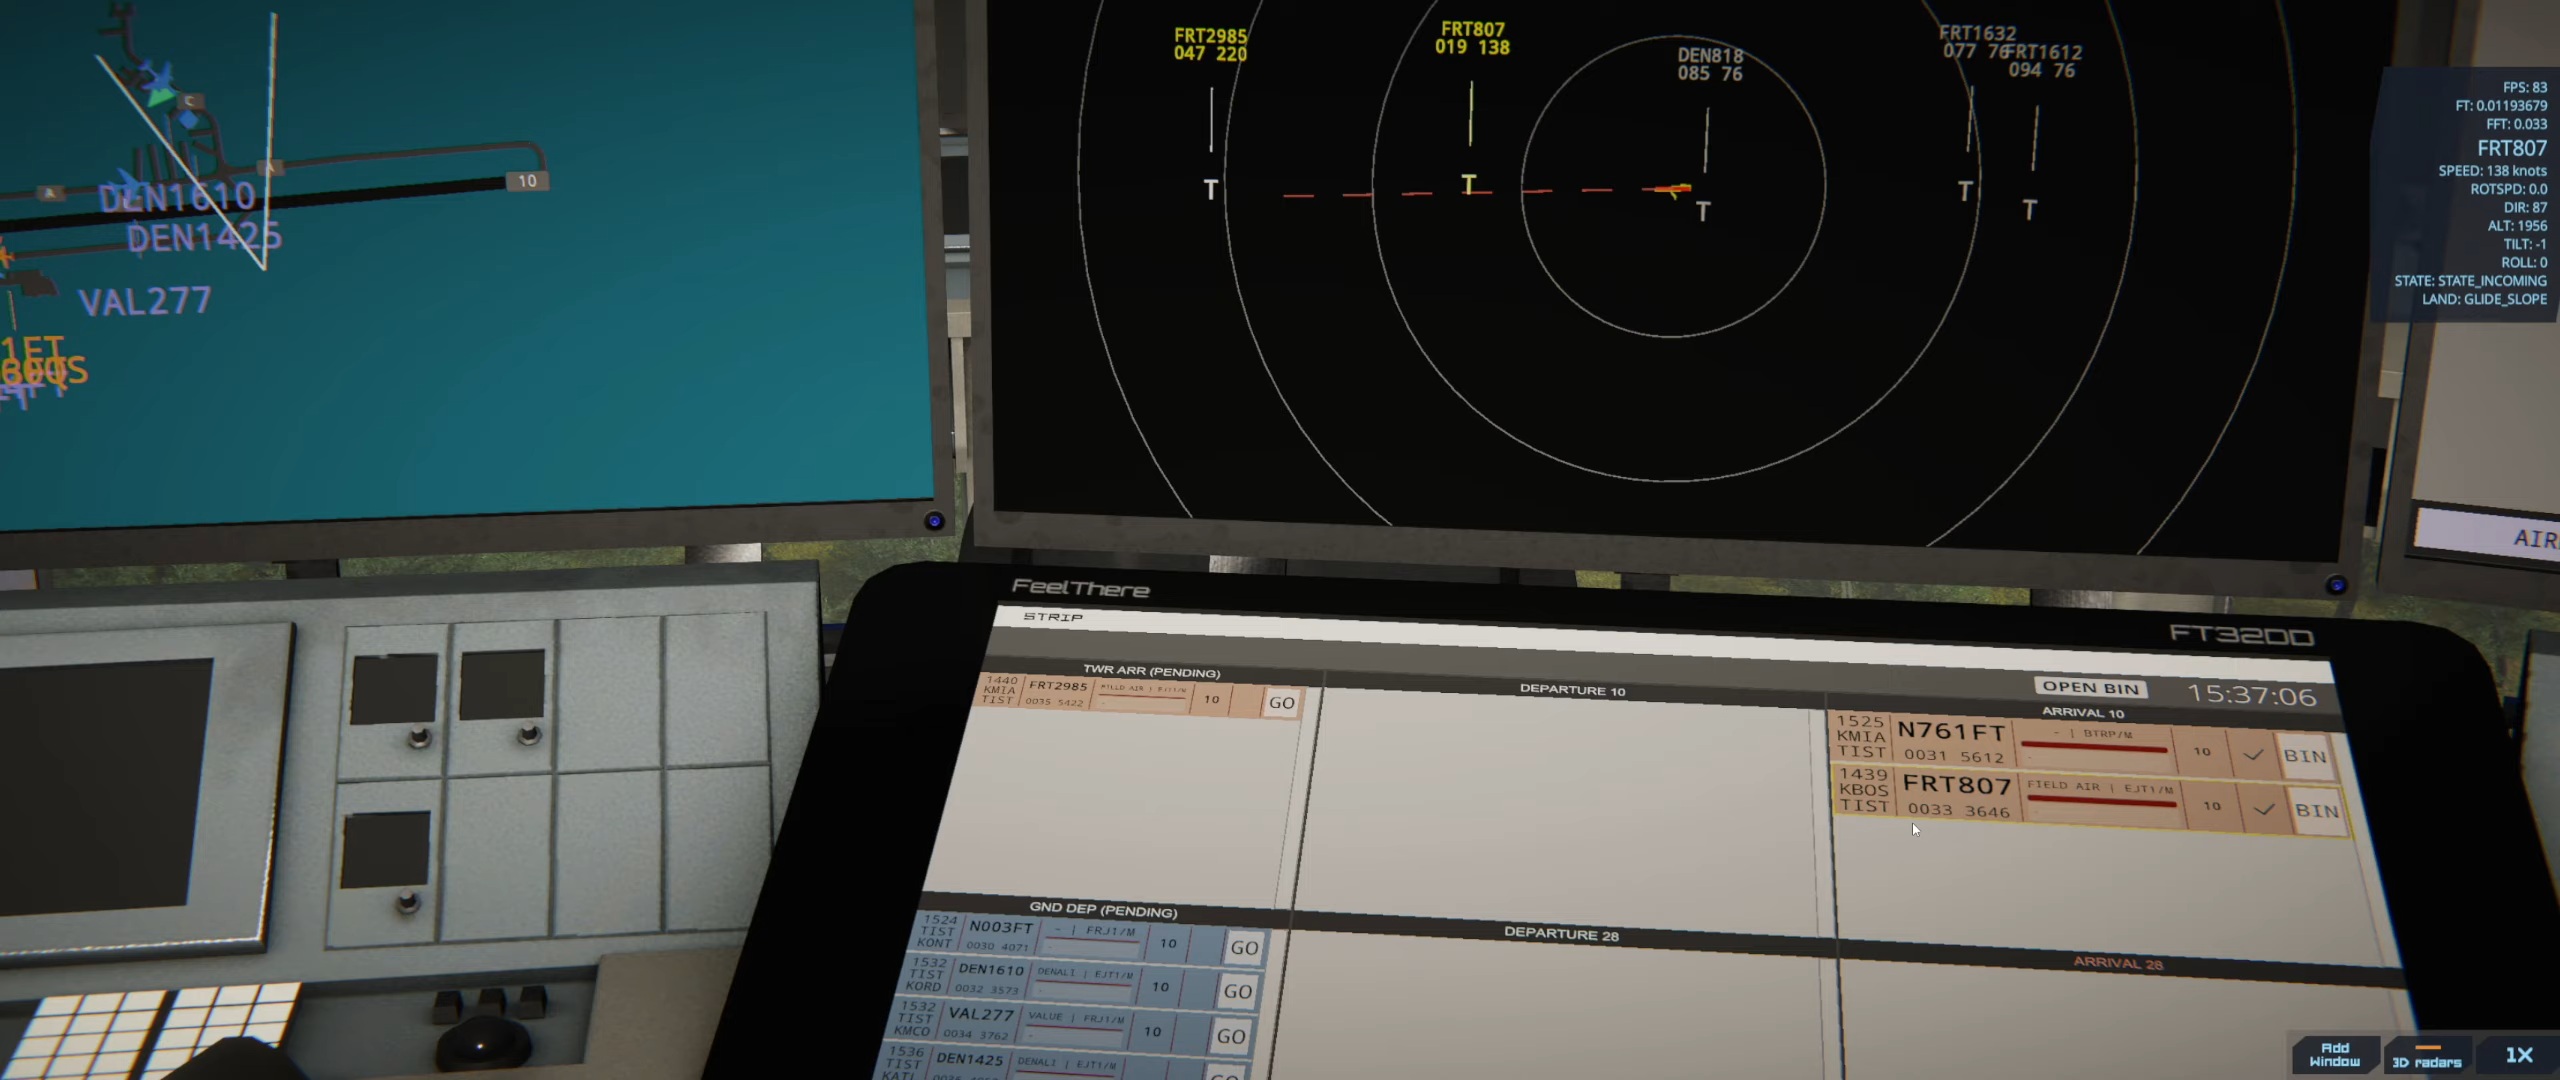 C
A
A
10
DEN1610
DEN1425
VAL277
FRT2985
047 220
T
FRT807
019 138
T
DEN818
085 76
T
FRT1632
077 76
T
FRT1612
094 76
T
FPS: 83
FT: 0.01193679
FFT: 0.033
FRT807
SPEED: 138 knots
ROTSPD: 0.0
DIR: 87
ALT: 1956
TILT: -1
ROLL: 0
STATE: STATE_INCOMING
LAND: GLIDE_SLOPE
FeelThere
FT32DD
STRIP
OPEN BIN
15:37:06
TWR ARR (PENDING)
1440
KMIA
TIST
FRT2985
0035 5422
FIELD AIR | EJT1/M
10
GO
DEPARTURE 10
ARRIVAL 10
1525
KMIA
TIST
N761FT
0031 5612
- | BTRP/M
10
BIN
1439
KBOS
TIST
FRT807
0033 3646
FIELD AIR | EJT1/M
10
BIN
GND DEP (PENDING)
1524
TIST
KONT
N003FT
0030 4071
- | FRJ1/M
10
GO
1532
TIST
KORD
DEN1610
0032 3573
DENALI | EJT1/M
10
GO
1532
TIST
KMCO
VAL277
0034 3762
VALUE | FRJ1/M
10
GO
1536
TIST
DEN1425
DENALI | EJT1/M
10
DEPARTURE 28
ARRIVAL 28
Add
Window
3D radars
1X